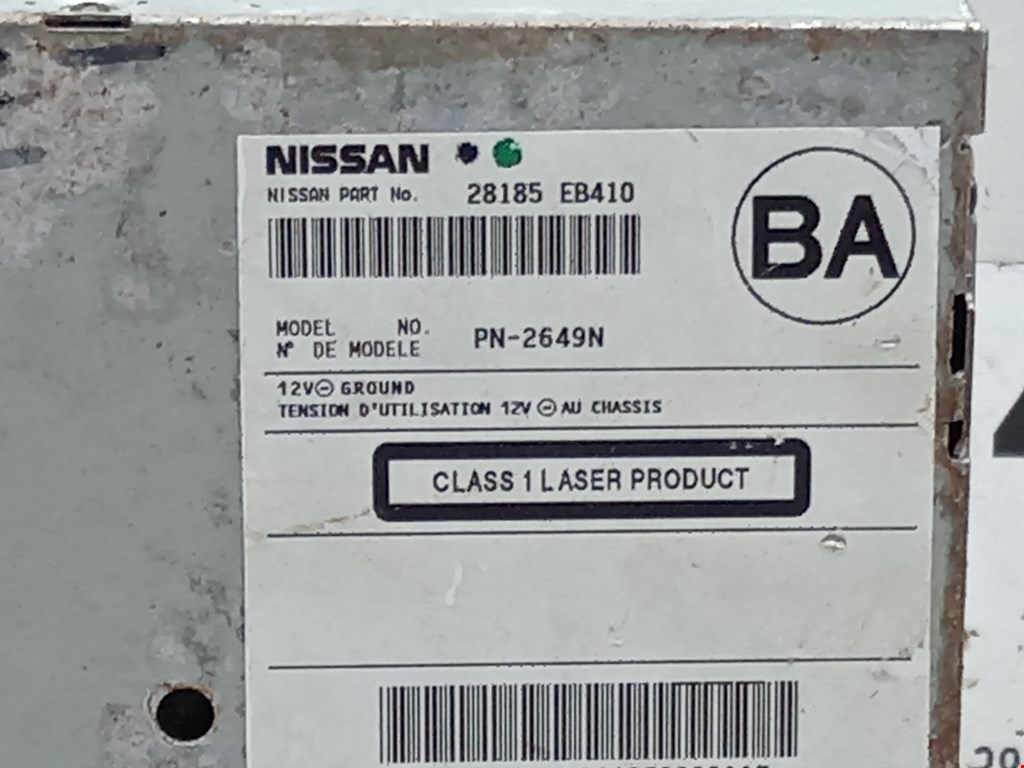 NISSAN
NISSAN PART No. 28185 EB410
BA
MODEL NO.
Nº DE MODELE PN-2649N
12V⊖ GROUND
TENSION D'UTILISATION 12V ⊖ AU CHASSIS
CLASS 1 LASER PRODUCT